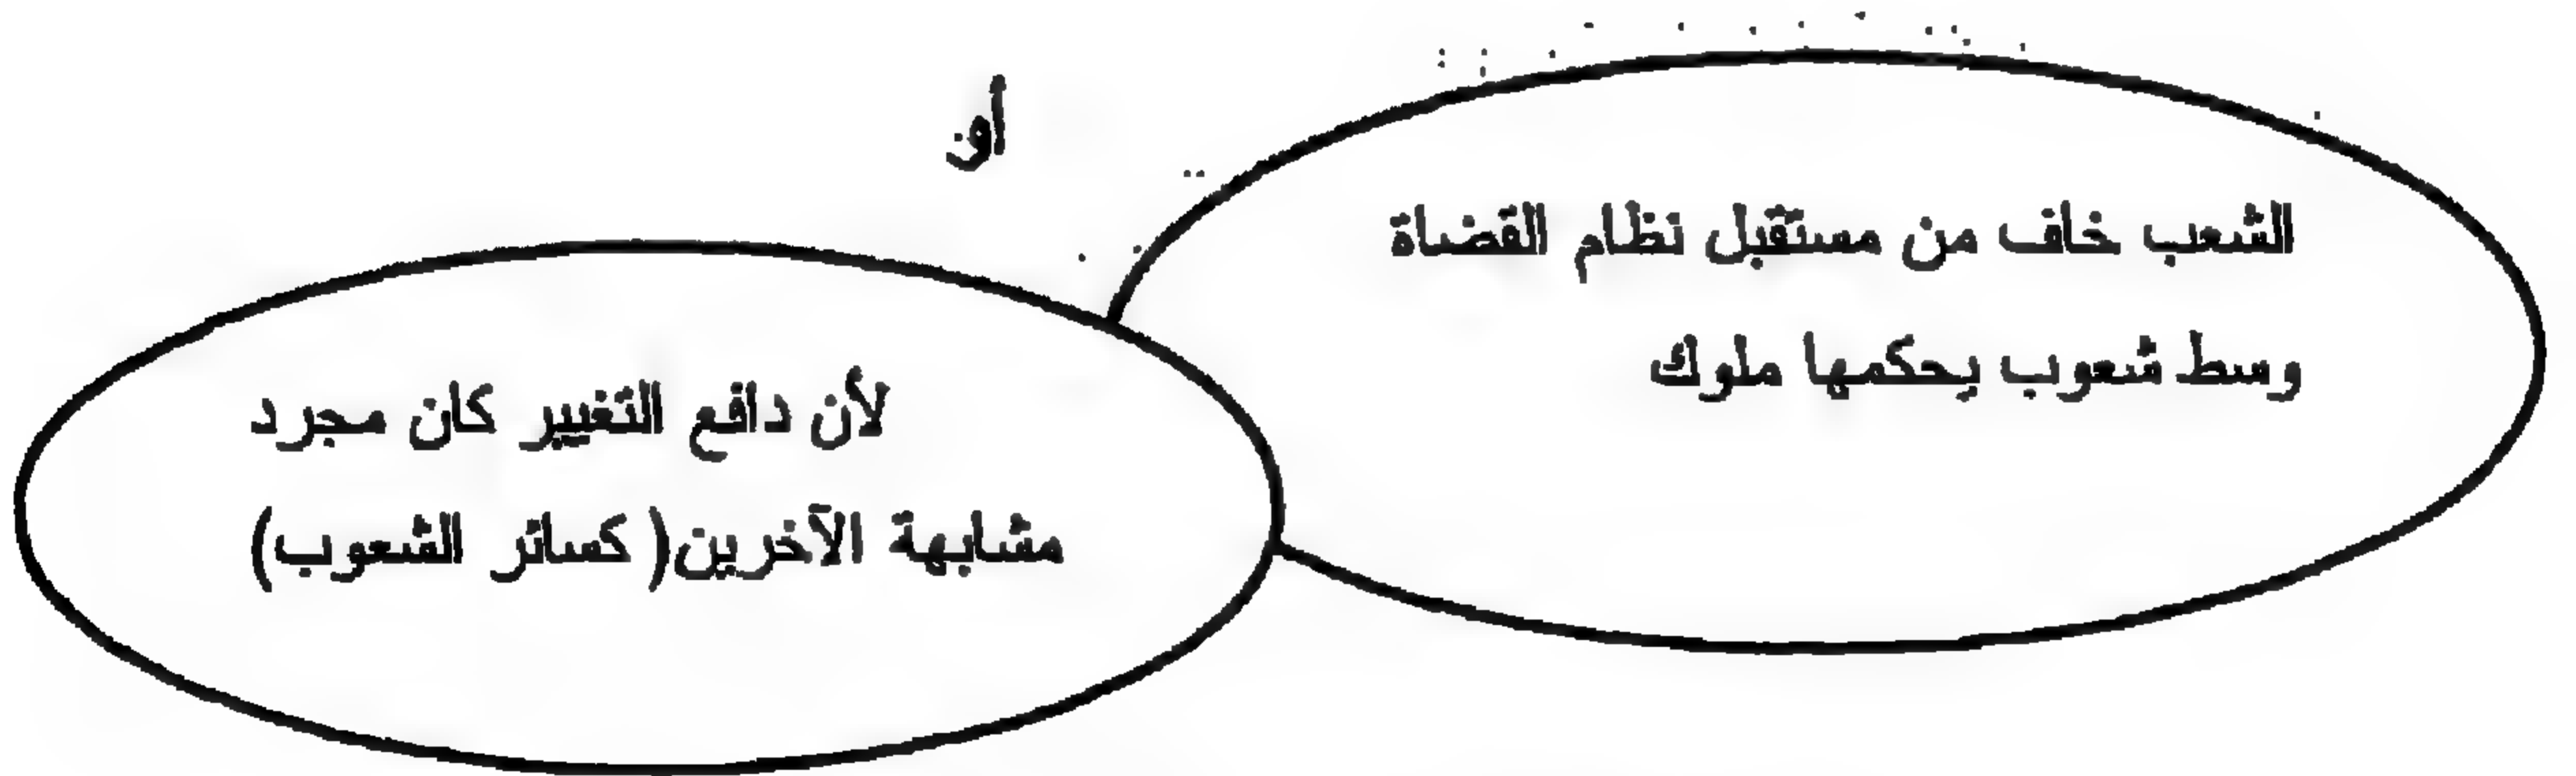 الشعب خاف من مستقبل نظام القضاة
وسط شعوب يحكمها ملوك
أو
لأن دافع التغيير كان مجرد
مشابهة الآخرين( كسائر الشعوب)